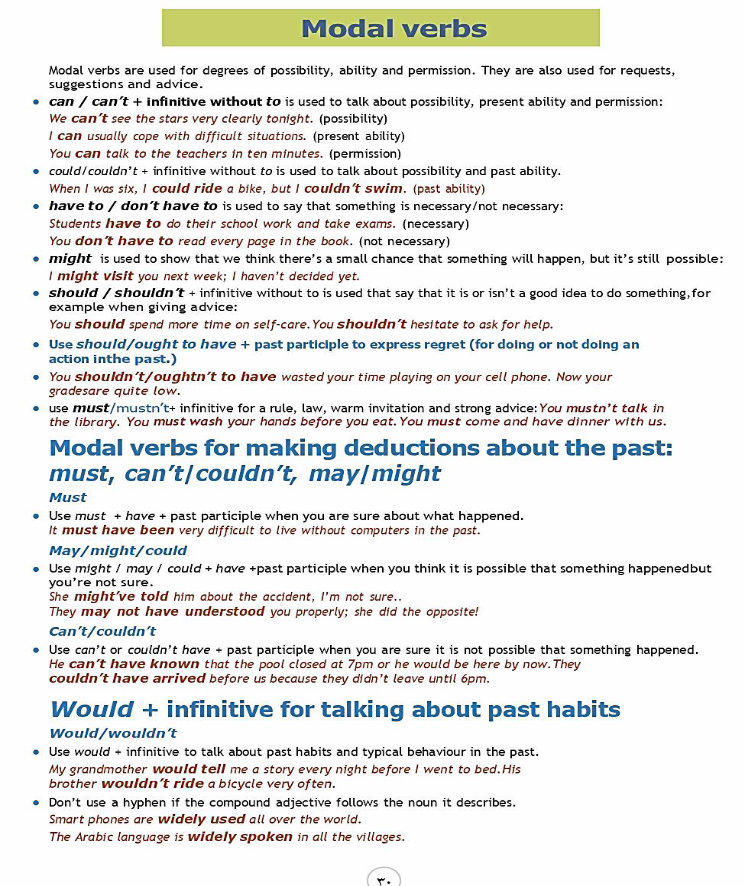 Modal verbs
Modal verbs are used for degrees of possibility, ability and permission. They are also used for requests,
suggestions and advice.
• can / can't + infinitive without to is used to talk about possibility, present ability and permission:
We can't see the stars very clearly tonight. (possibility)
I can usually cope with difficult situations. (present ability)
You can talk to the teachers in ten minutes. (permission)
• could/couldn't + infinitive without to is used to talk about possibility and past ability.
When I was six, I could ride a bike, but I couldn't swim. (past ability)
• have to / don't have to is used to say that something is necessary/not necessary:
Students have to do their school work and take exams. (necessary)
You don't have to read every page in the book. (not necessary)
• might is used to show that we think there's a small chance that something will happen, but it's still possible:
I might visit you next week; I haven't decided yet.
• should / shouldn't + infinitive without to is used that say that it is or isn't a good idea to do something,for
example when giving advice:
You should spend more time on self-care.You shouldn't hesitate to ask for help.
• Use should/ought to have + past participle to express regret (for doing or not doing an
action inthe past.)
• You shouldn't/oughtn't to have wasted your time playing on your cell phone. Now your
gradesare quite low.
• use must/mustn't+ infinitive for a rule, law, warm invitation and strong advice:You mustn't talk in
the library. You must wash your hands before you eat.You must come and have dinner with us.
Modal verbs for making deductions about the past:
must, can't/couldn't, may/might
Must
• Use must + have + past participle when you are sure about what happened.
It must have been very difficult to live without computers in the past.
May/might/could
• Use might / may / could + have +past participle when you think it is possible that something happenedbut
you're not sure.
She might've told him about the accident, I'm not sure..
They may not have understood you properly; she did the opposite!
Can't/couldn't
• Use can't or couldn't have + past participle when you are sure it is not possible that something happened.
He can't have known that the pool closed at 7pm or he would be here by now.They
couldn't have arrived before us because they didn't leave until 6pm.
Would + infinitive for talking about past habits
Would/wouldn't
• Use would + infinitive to talk about past habits and typical behaviour in the past.
My grandmother would tell me a story every night before I went to bed.His
brother wouldn't ride a bicycle very often.
• Don't use a hyphen if the compound adjective follows the noun it describes.
Smart phones are widely used all over the world.
The Arabic language is widely spoken in all the villages.
٣٠